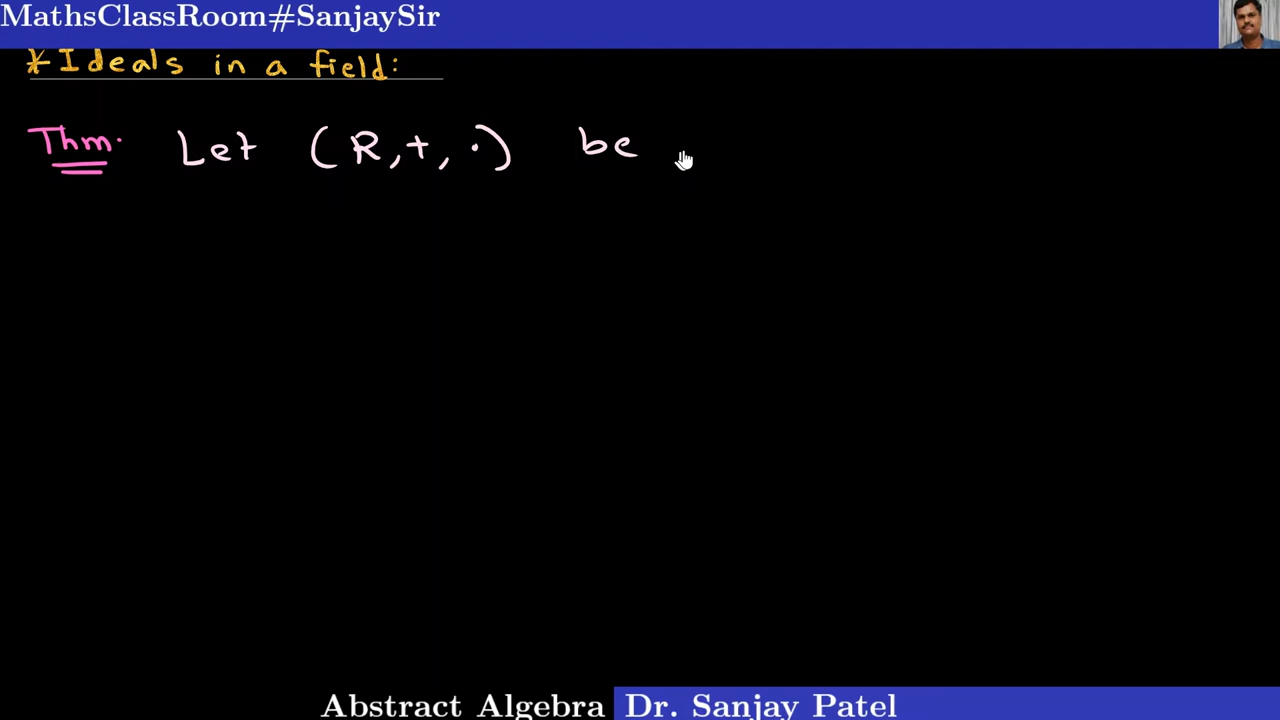 MathsClassRoom#SanjaySir
*Ideals in a field:
Thm. Let (R,+,·) be
Abstract Algebra Dr. Sanjay Patel